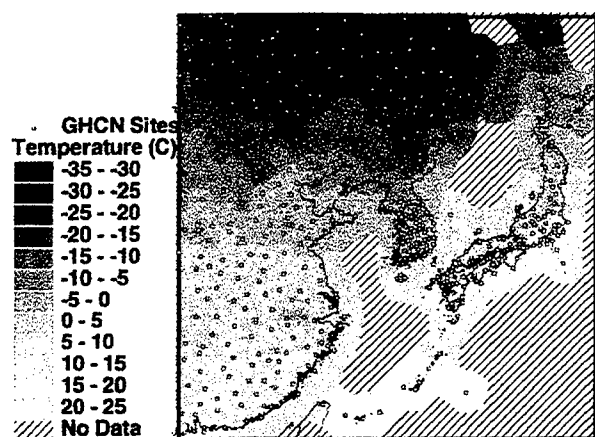 GHCN Sites
Temperature (C)
-35 - -30
-30 - -25
-25 - -20
-20 - -15
-15 - -10
-10 - -5
-5 - 0
0 - 5
5 - 10
10 - 15
15 - 20
20 - 25
No Data